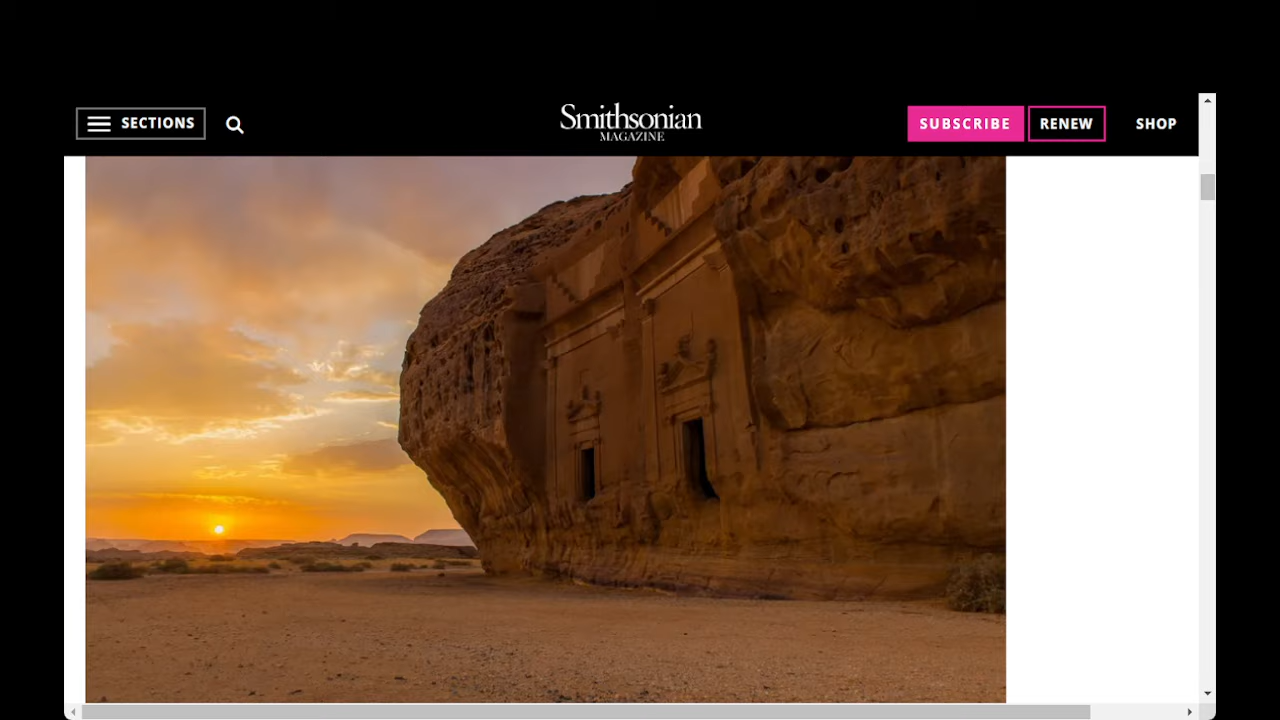 SECTIONS
Smithsonian
MAGAZINE
SUBSCRIBE
RENEW
SHOP